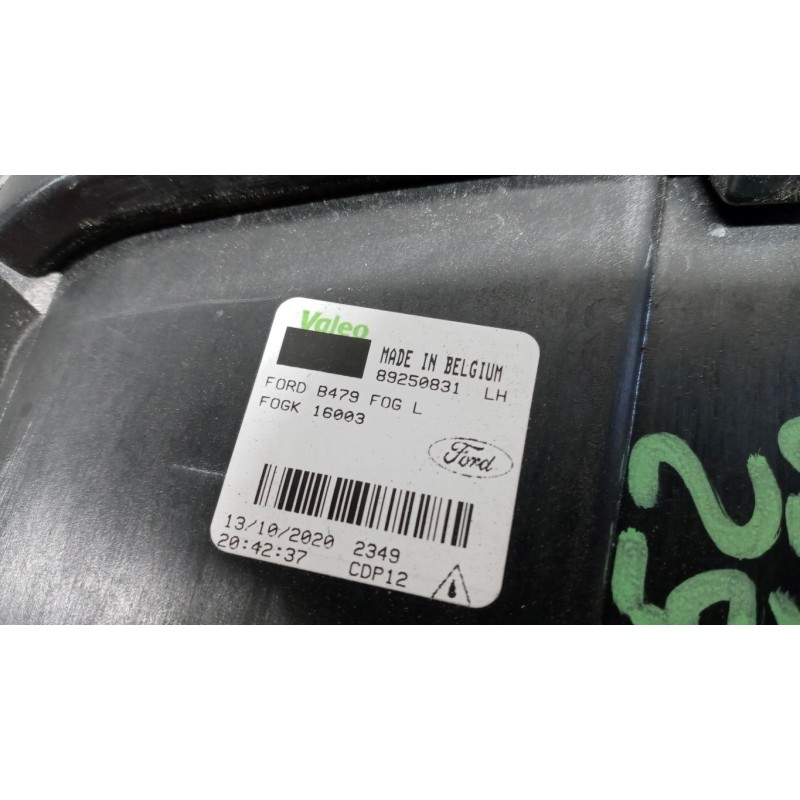 Valeo
MADE IN BELGIUM
89250831 LH
FORD B479 FOG L
FOGK 16003
Ford
13/10/2020 2349
20:42:37 CDP12